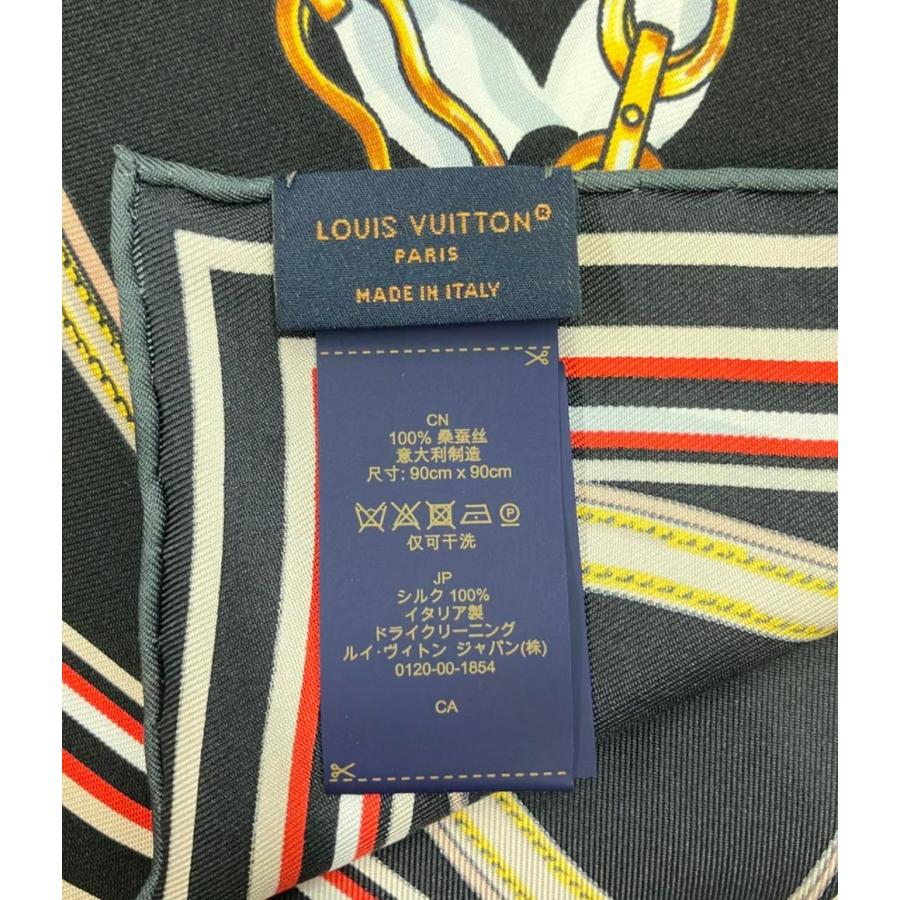 LOUIS VUITTON®
PARIS
MADE IN ITALY
CN
100% 桑蚕丝
意大利制造
尺寸: 90cm x 90cm
仅可干洗
JP
シルク 100%
イタリア製
ドライクリーニング
ルイ·ヴィトン ジャパン(株)
0120-00-1854
CA